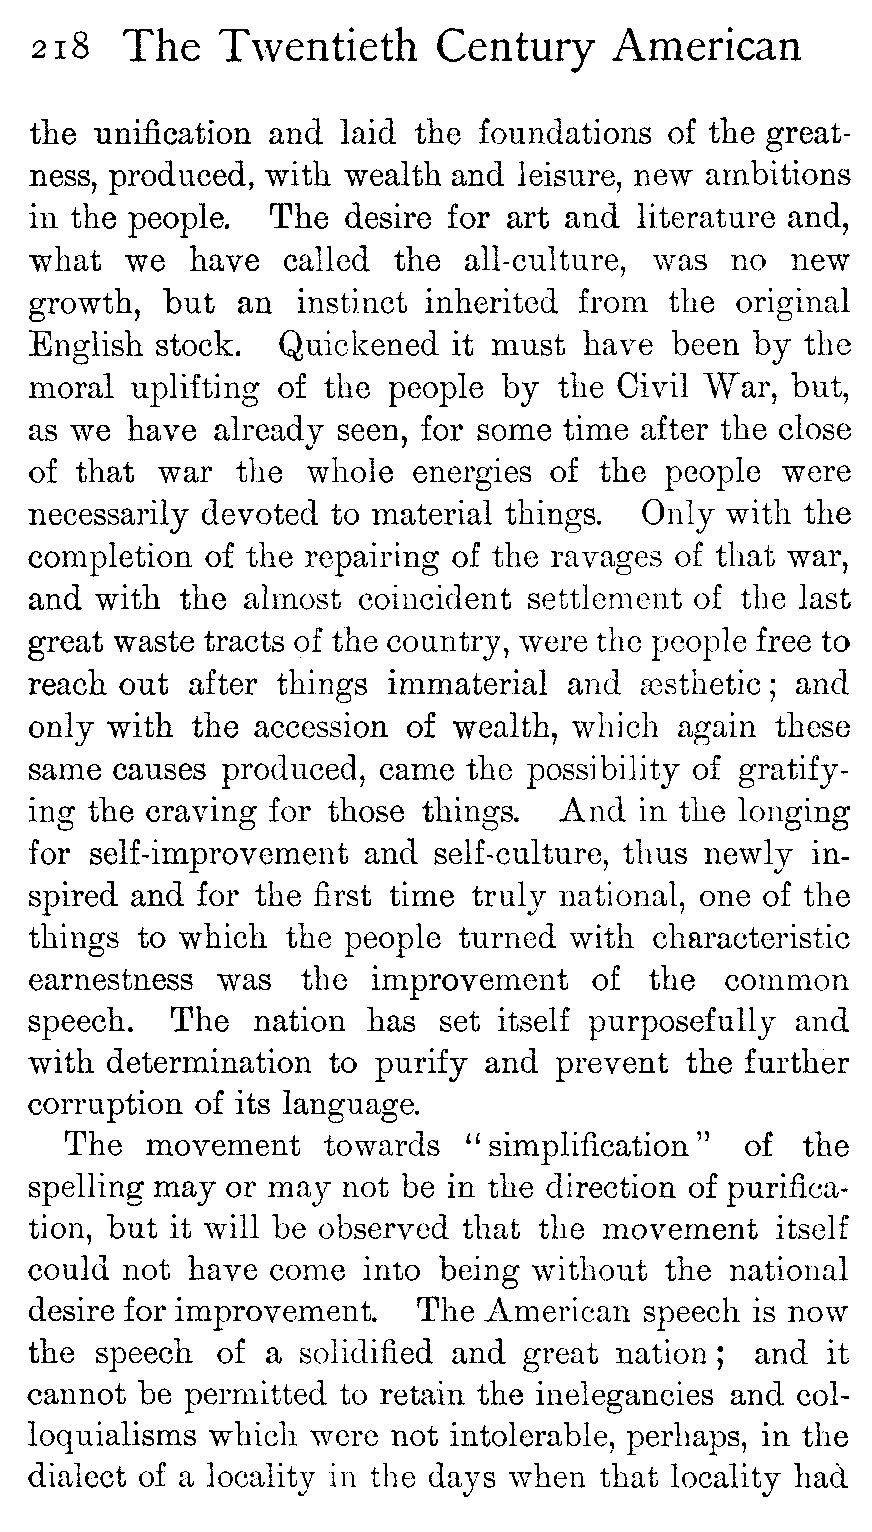 218 The Twentieth Century American
the unification and laid the foundations of the great-
ness, produced, with wealth and leisure, new ambitions
in the people. The desire for art and literature and,
what we have called the all-culture, was no new
growth, but an instinct inherited from the original
English stock. Quickened it must have been by the
moral uplifting of the people by the Civil War, but,
as we have already seen, for some time after the close
of that war the whole energies of the people were
necessarily devoted to material things. Only with the
completion of the repairing of the ravages of that war,
and with the almost coincident settlement of the last
great waste tracts of the country, were the people free to
reach out after things immaterial and æsthetic; and
only with the accession of wealth, which again these
same causes produced, came the possibility of gratify-
ing the craving for those things. And in the longing
for self-improvement and self-culture, thus newly in-
spired and for the first time truly national, one of the
things to which the people turned with characteristic
earnestness was the improvement of the common
speech. The nation has set itself purposefully and
with determination to purify and prevent the further
corruption of its language.
The movement towards "simplification" of the
spelling may or may not be in the direction of purifica-
tion, but it will be observed that the movement itself
could not have come into being without the national
desire for improvement. The American speech is now
the speech of a solidified and great nation; and it
cannot be permitted to retain the inelegancies and col-
loquialisms which were not intolerable, perhaps, in the
dialect of a locality in the days when that locality had